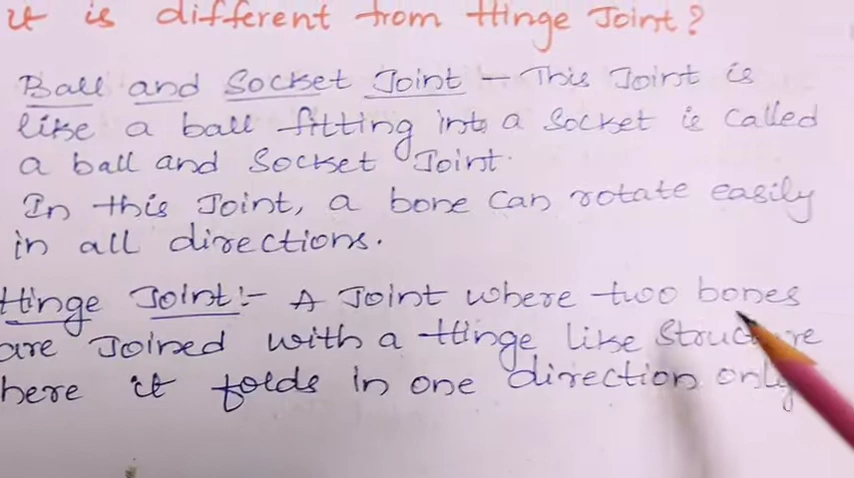 it is different from Hinge Joint?
Ball and Socket Joint - This Joint is
like a ball fitting into a Socket is called
a ball and Socket Joint.
In this Joint, a bone can rotate easily
in all directions.
Hinge Joint:- A Joint where two bones
are Joined with a Hinge like Structure
here it folds in one direction only